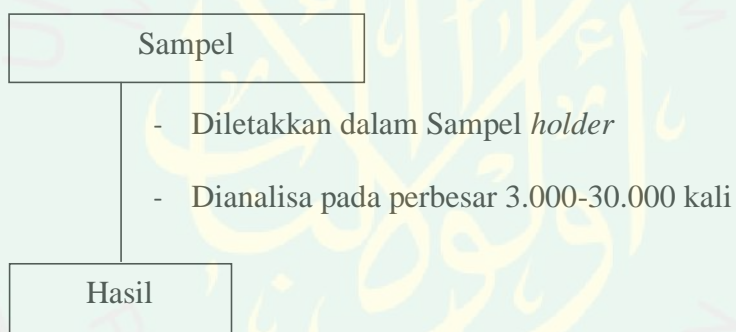 Sampel
- Diletakkan dalam Sampel holder
- Dianalisa pada perbesar 3.000-30.000 kali
Hasil